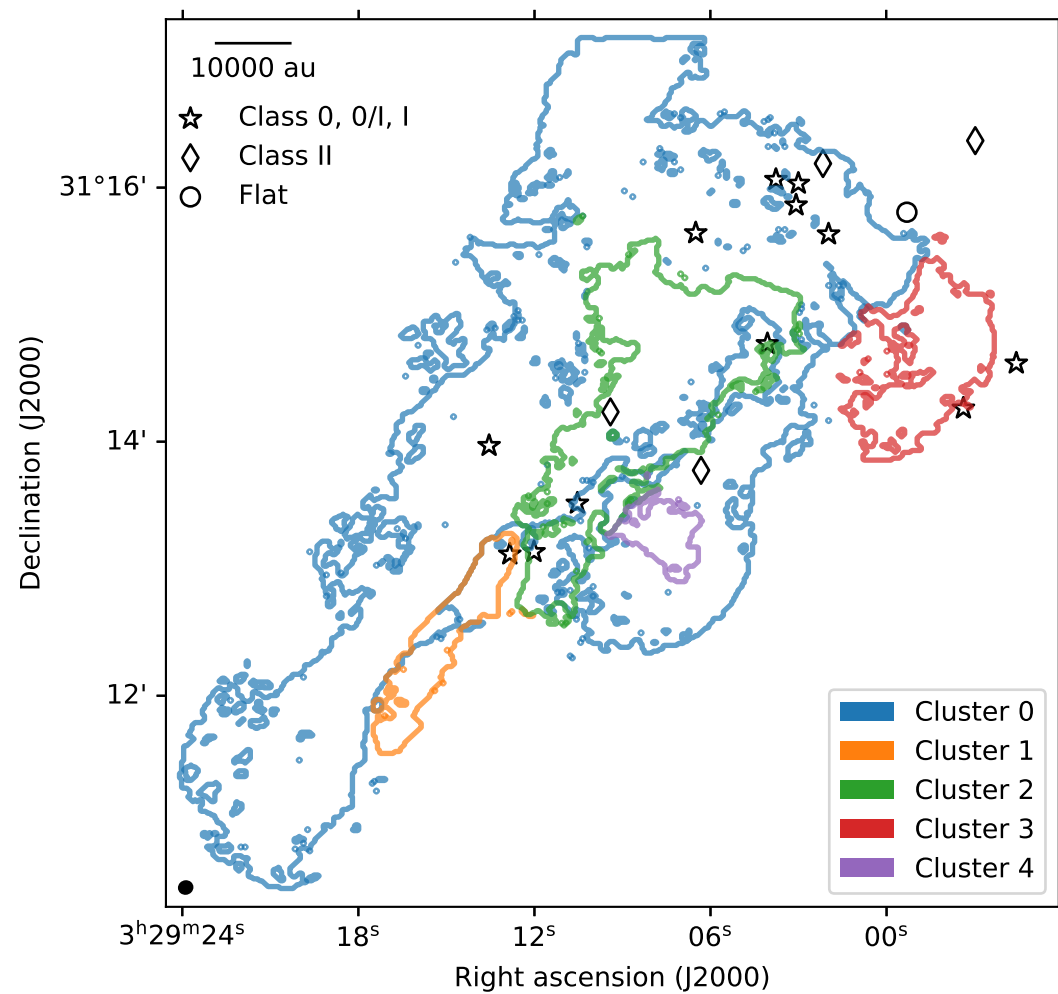 10000 au
Class 0, 0/I, I
Class II
Flat
31°16'
14'
12'
Declination (J2000)
Cluster 0
Cluster 1
Cluster 2
Cluster 3
Cluster 4
3ʰ29ᵐ24ˢ 18ˢ 12ˢ 06ˢ 00ˢ
Right ascension (J2000)